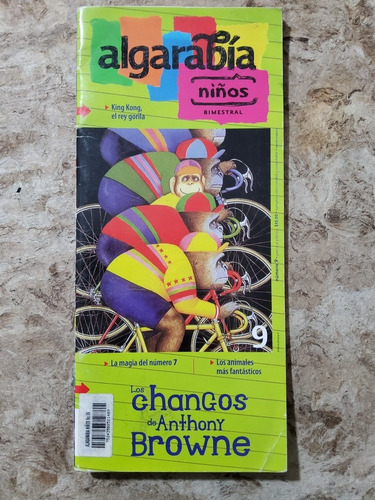 algarabía
niños
BIMESTRAL
King Kong,
el rey gorila
9
La magia del número 7
Los animales
más fantásticos
Los
changos
de Anthony
Browne